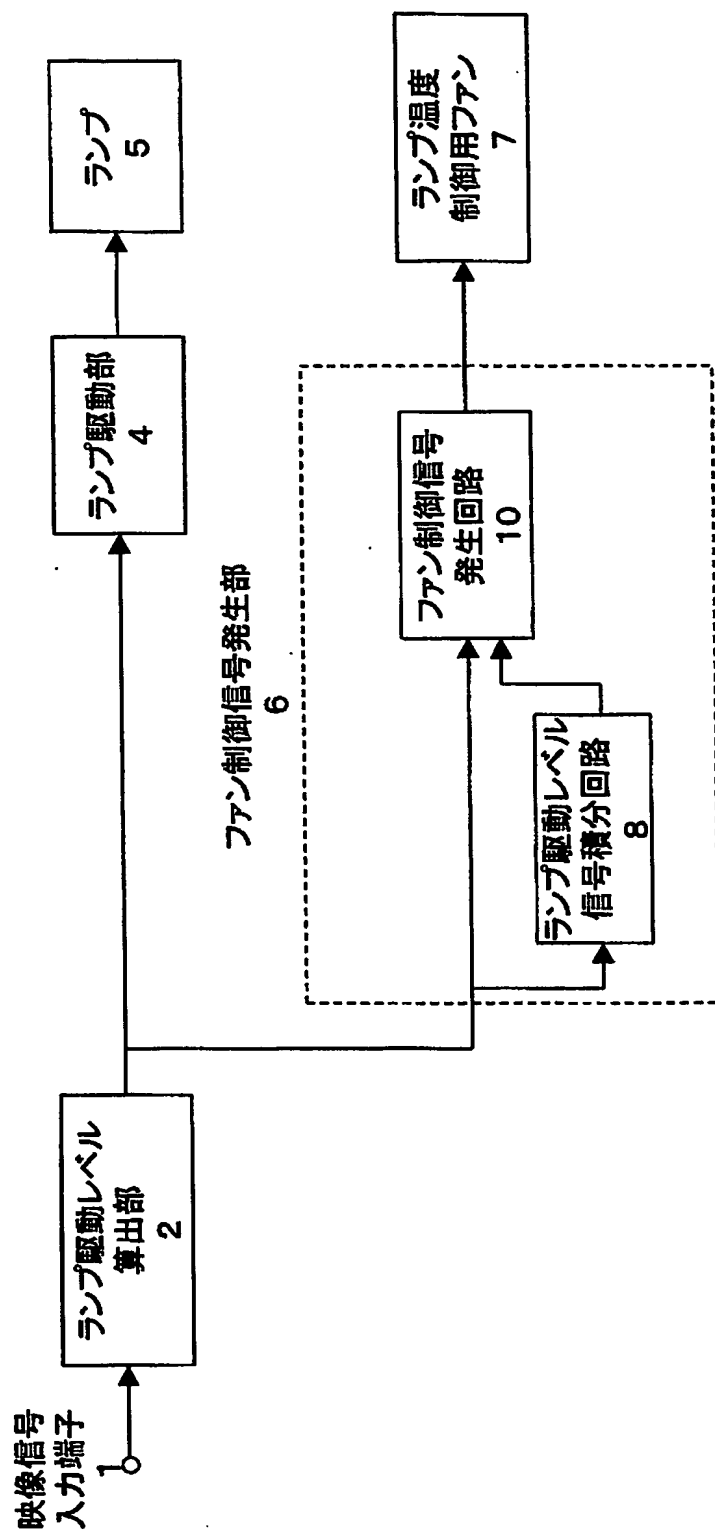 映像信号
入力端子
1
ランプ駆動レベル
算出部
2
ランプ駆動部
4
ランプ
5
ファン制御信号発生部
6
ランプ駆動レベル
信号積分回路
8
ファン制御信号
発生回路
10
ランプ温度
制御用ファン
7